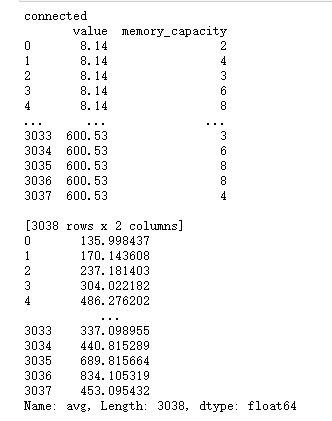 connected
value memory_capacity
0 8.14 2
1 8.14 4
2 8.14 3
3 8.14 6
4 8.14 8
... ... ...
3033 600.53 3
3034 600.53 6
3035 600.53 8
3036 600.53 8
3037 600.53 4
[3038 rows x 2 columns]
0 135.998437
1 170.143608
2 237.181403
3 304.022182
4 486.276202
...
3033 337.098955
3034 440.815289
3035 689.815664
3036 834.105319
3037 453.095432
Name: avg, Length: 3038, dtype: float64